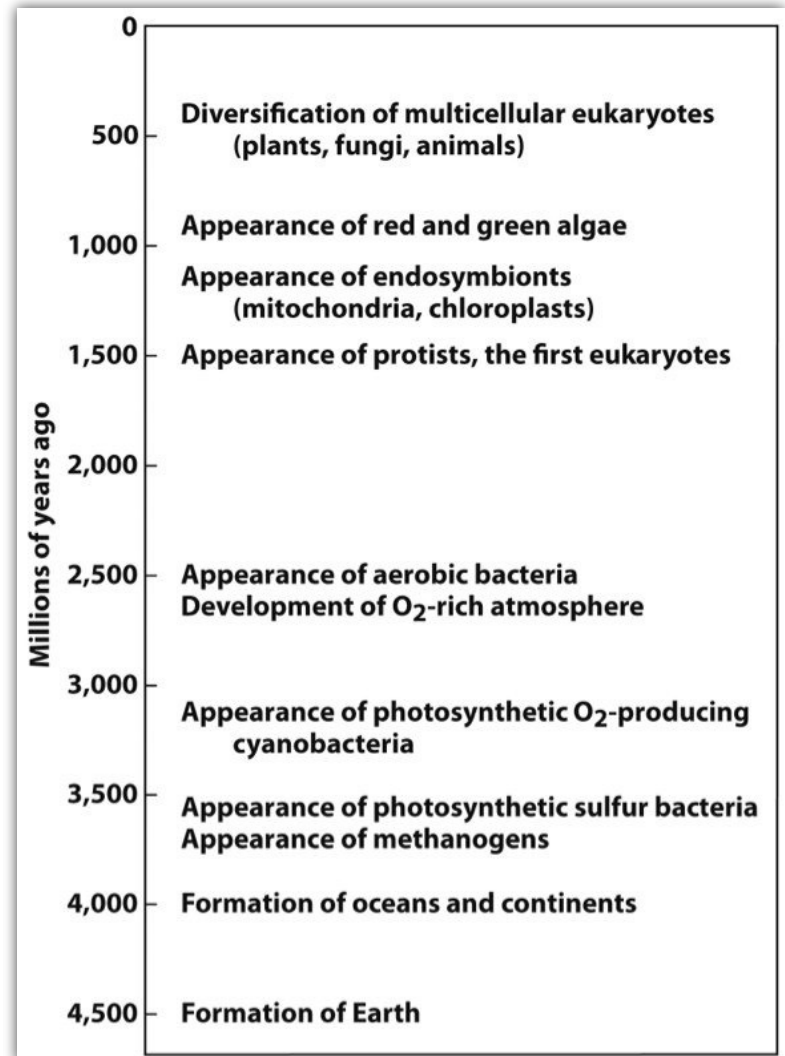 0
Diversification of multicellular eukaryotes
500
(plants, fungi, animals)
Appearance of red and green algae
1,000
Appearance of endosymbionts
(mitochondria, chloroplasts)
1,500
Appearance of protists, the first eukaryotes
Millions of years ago
2,000
2,500
Appearance of aerobic bacteria
Development of O₂-rich atmosphere
3,000
Appearance of photosynthetic O₂-producing
cyanobacteria
3,500
Appearance of photosynthetic sulfur bacteria
Appearance of methanogens
4,000
Formation of oceans and continents
4,500
Formation of Earth